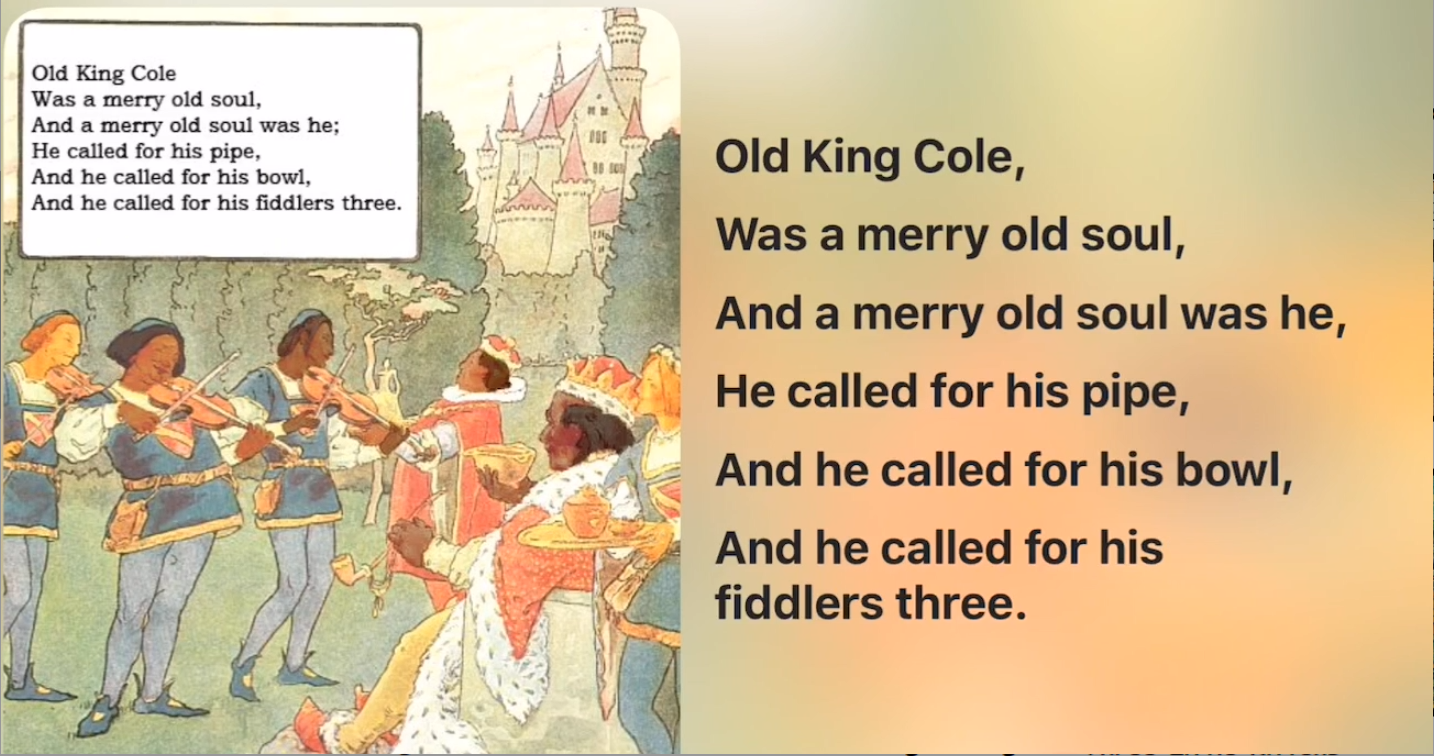 Old King Cole
Was a merry old soul,
And a merry old soul was he;
He called for his pipe,
And he called for his bowl,
And he called for his fiddlers three.
Old King Cole,
Was a merry old soul,
And a merry old soul was he,
He called for his pipe,
And he called for his bowl,
And he called for his
fiddlers three.